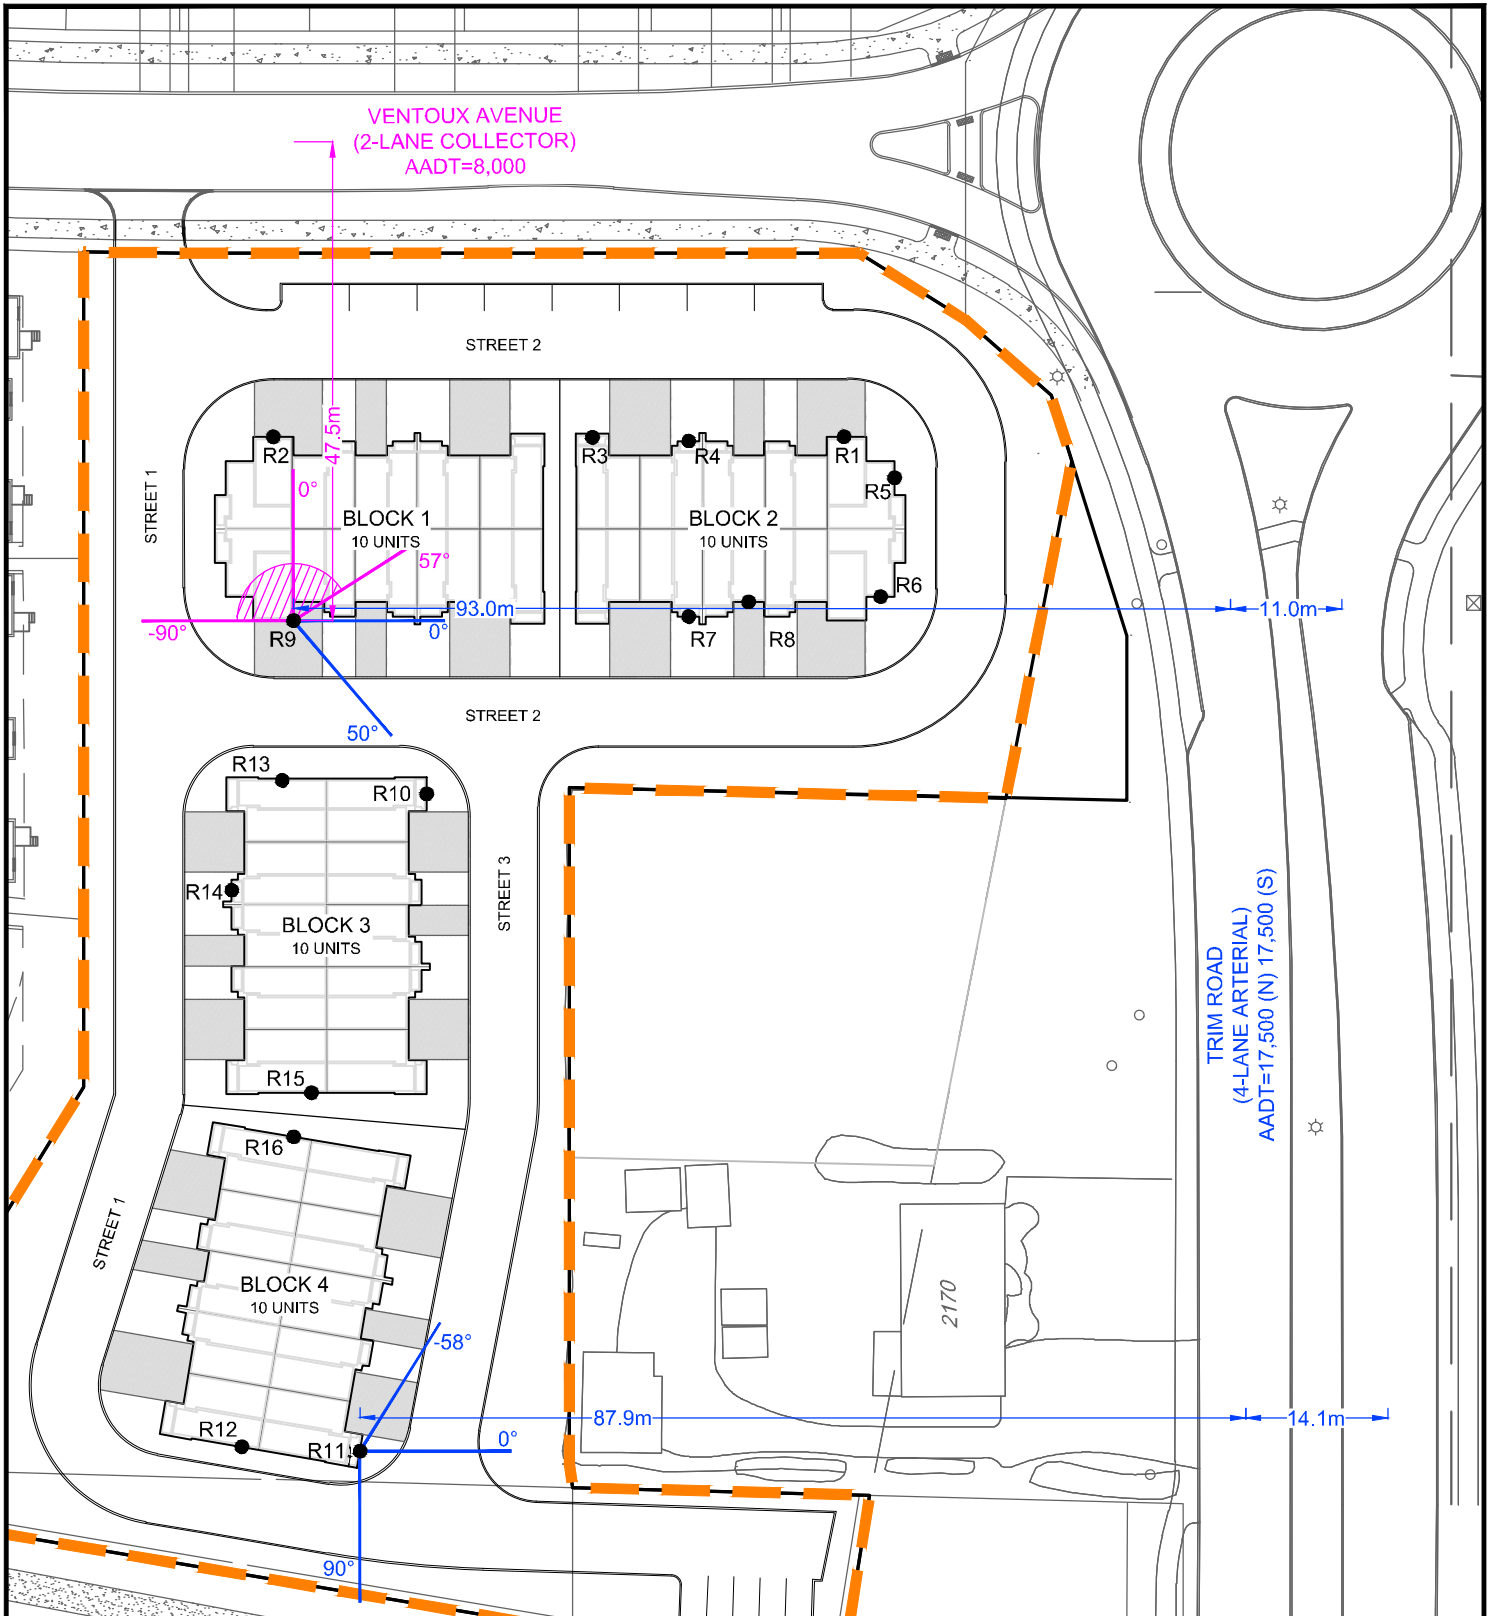 VENTOUX AVENUE
(2-LANE COLLECTOR)
AADT=8,000
STREET 2
47.5m
R2
R3
R4
R1
R5
0°
STREET 1
BLOCK 1
10 UNITS
BLOCK 2
10 UNITS
57°
R6
93.0m
11.0m
-90°
R9
0°
R7
R8
50°
STREET 2
R13
R10
STREET 3
R14
BLOCK 3
10 UNITS
TRIM ROAD
(4-LANE ARTERIAL)
AADT=17,500 (N) 17,500 (S)
R15
R16
STREET 1
BLOCK 4
10 UNITS
2170
-58°
87.9m
14.1m
R12
R11
0°
90°